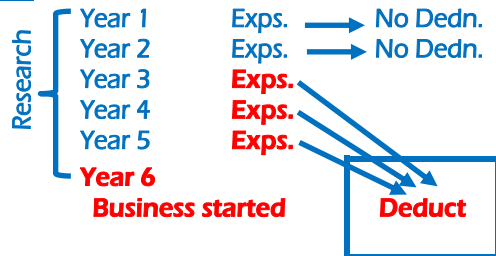 Research
Year 1 Exps. No Dedn.
Year 2 Exps. No Dedn.
Year 3 Exps.
Year 4 Exps.
Year 5 Exps.
Year 6
Business started Deduct